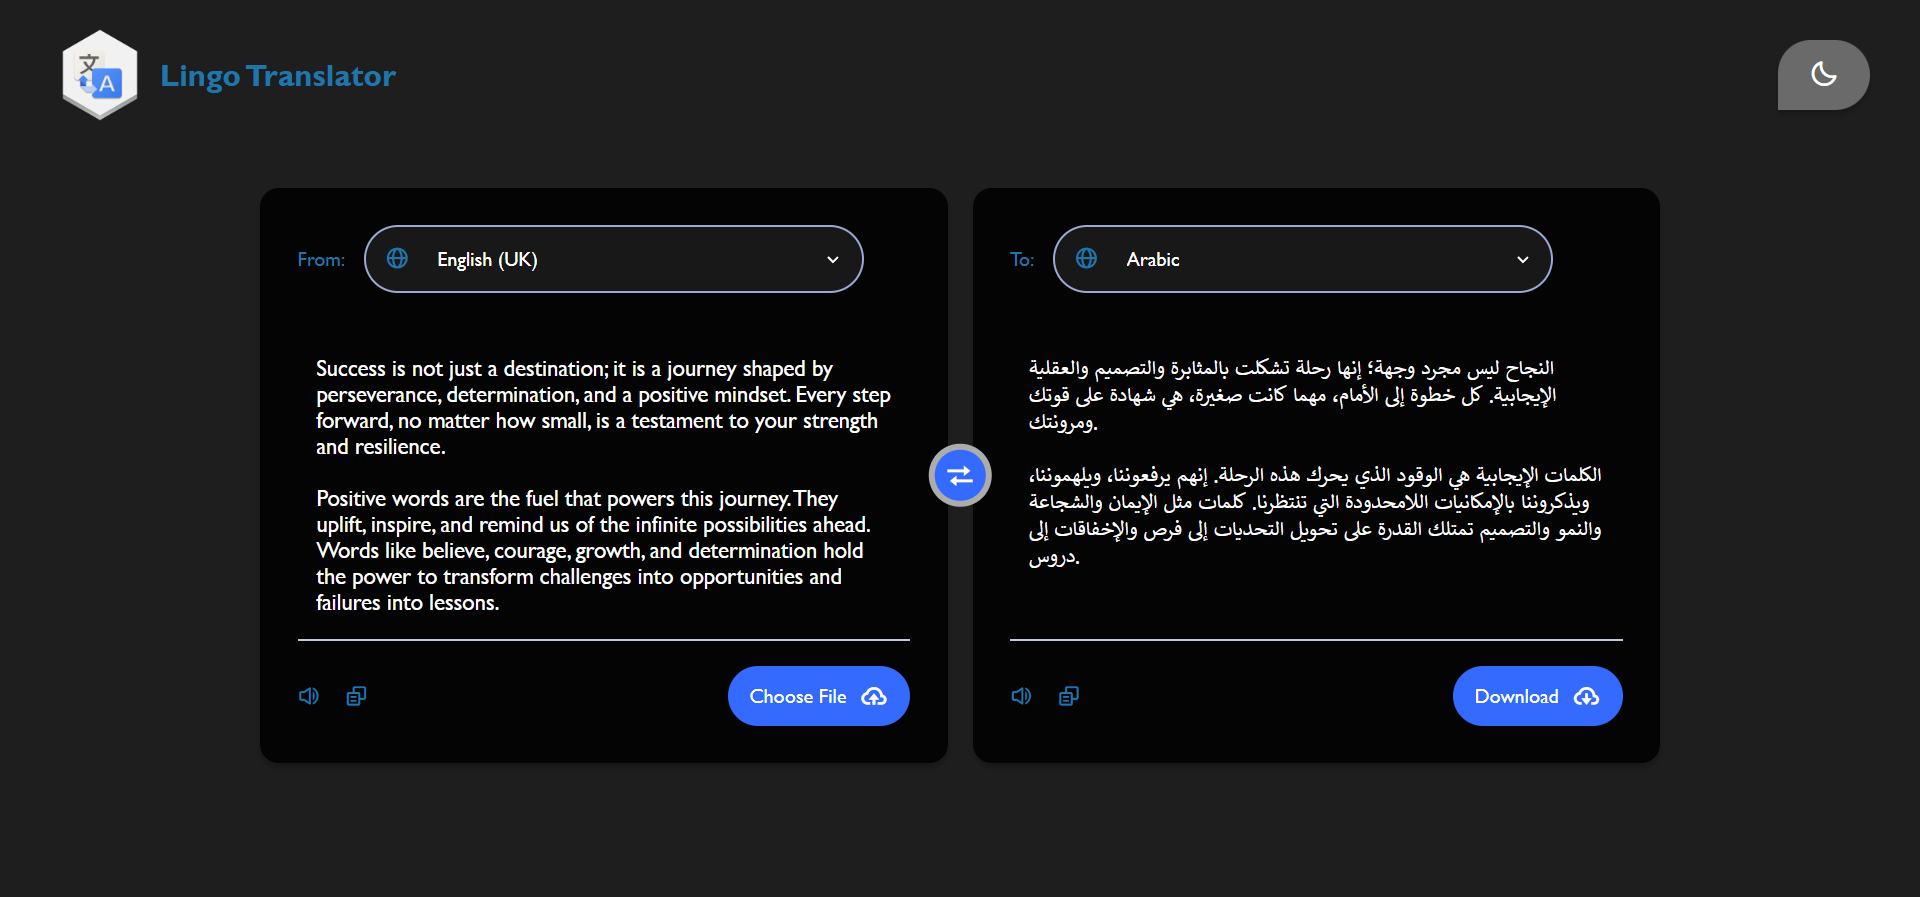 文
A
Lingo Translator
From:
English (UK)
Success is not just a destination; it is a journey shaped by
perseverance, determination, and a positive mindset. Every step
forward, no matter how small, is a testament to your strength
and resilience.
Positive words are the fuel that powers this journey. They
uplift, inspire, and remind us of the infinite possibilities ahead.
Words like believe, courage, growth, and determination hold
the power to transform challenges into opportunities and
failures into lessons.
Choose File
To:
Arabic
النجاح ليس مجرد وجهة؛ إنها رحلة تشكلت بالمثابرة والتصميم والعقلية
الإيجابية. كل خطوة إلى الأمام، مهما كانت صغيرة، هي شهادة على قوتك
ومرونتك.
الكلمات الإيجابية هي الوقود الذي يحرك هذه الرحلة. إنهم يرفعوننا، ويلهموننا،
ويذكروننا بالإمكانيات اللامحدودة التي تنتظرنا. كلمات مثل الإيمان والشجاعة
والنمو والتصميم تمتلك القدرة على تحويل التحديات إلى فرص والإخفاقات إلى
دروس.
Download